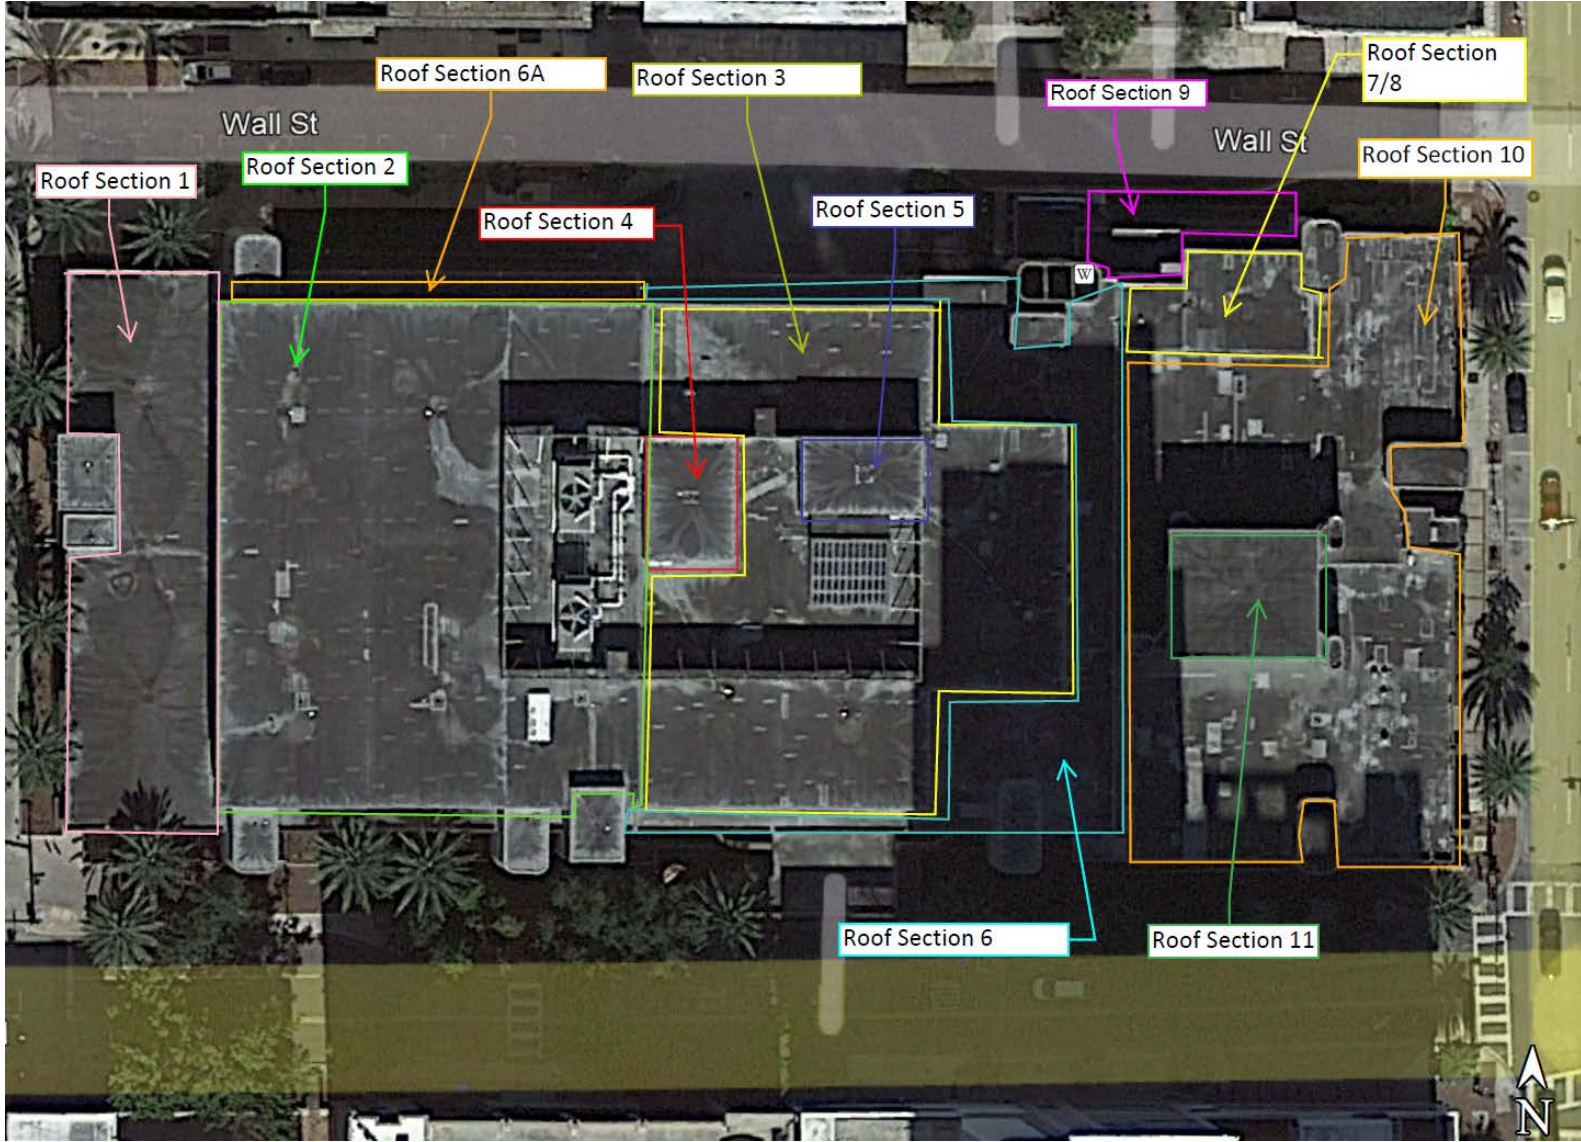 Roof Section 6A
Roof Section 3
Roof Section
7/8
Roof Section 9
Wall St
Wall St
Roof Section 10
Roof Section 2
Roof Section 1
Roof Section 4
Roof Section 5
W
Roof Section 6
Roof Section 11
N